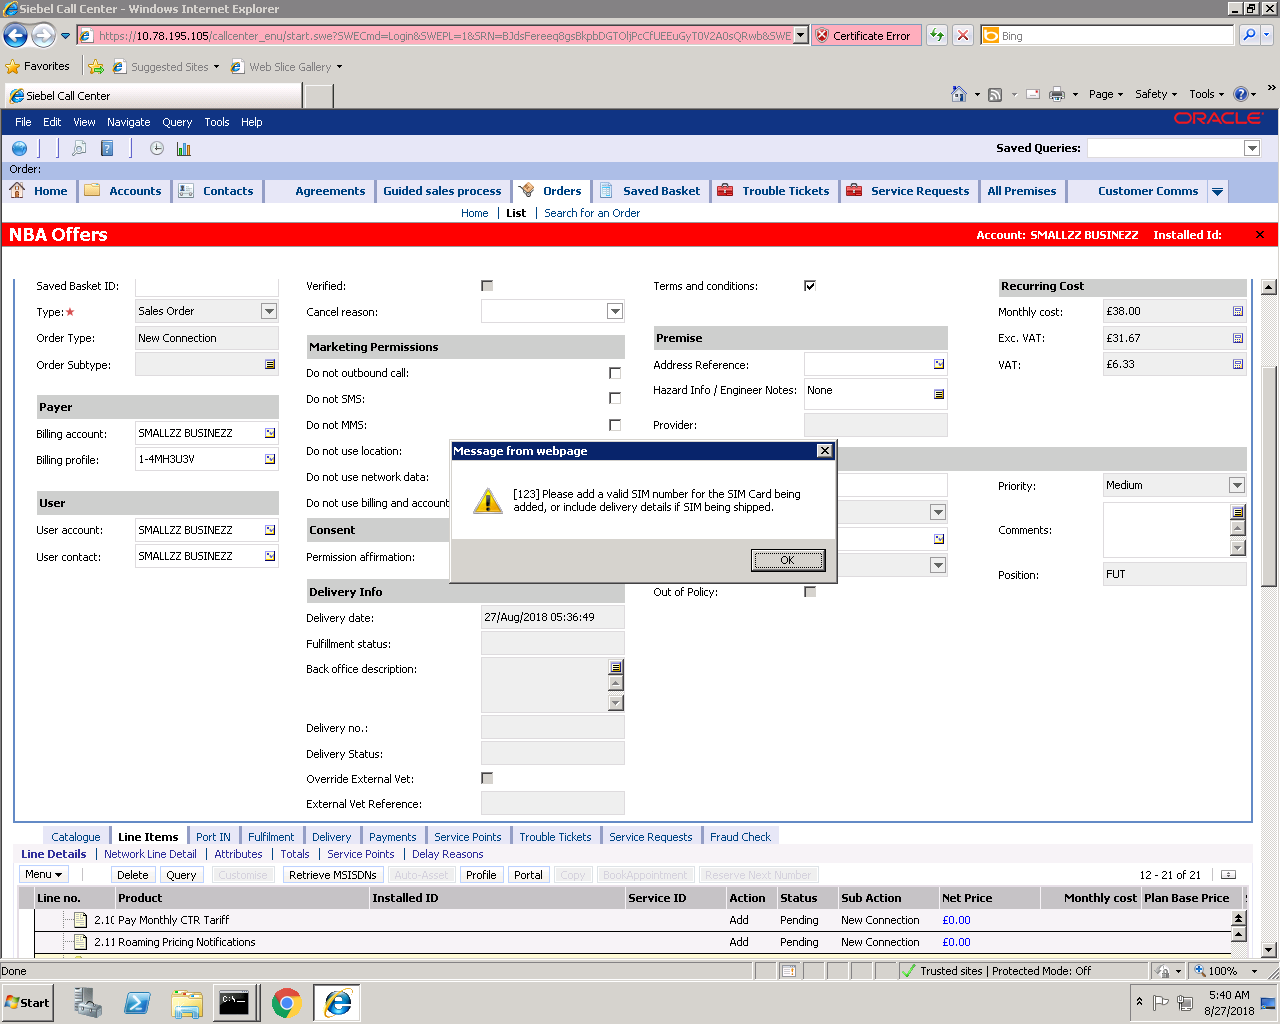 Siebel Call Center - Windows Internet Explorer
Certificate Error
Bing
Favorites
Suggested Sites
Web Slice Gallery
Siebel Call Center
Page
Safety
Tools
File Edit View Navigate Query Tools Help
ORACLE
Saved Queries:
Order:
Home Accounts Contacts Agreements Guided sales process Orders Saved Basket Trouble Tickets Service Requests All Premises Customer Comms
Home | List | Search for an Order
NBA Offers
Account: SMALLZZ BUSINEZZ Installed Id:
Saved Basket ID:
Type:★ Sales Order
Order Type: New Connection
Order Subtype:
Payer
Billing account: SMALLZZ BUSINEZZ
Billing profile: 1-4MH3U3V
User
User account: SMALLZZ BUSINEZZ
User contact: SMALLZZ BUSINEZZ
Verified:
Cancel reason:
Marketing Permissions
Do not outbound call:
Do not SMS:
Do not MMS:
Do not use location:
Do not use network data:
Do not use billing and account
Consent
Permission affirmation:
Delivery Info
Delivery date: 27/Aug/2018 05:36:49
Fulfillment status:
Back office description:
Delivery no.:
Delivery Status:
Override External Vet:
External Vet Reference:
Terms and conditions:
Premise
Address Reference:
Hazard Info / Engineer Notes: None
Provider:
Out of Policy:
Recurring Cost
Monthly cost: £38.00
Exc. VAT: £31.67
VAT: £6.33
Priority: Medium
Comments:
Position: FUT
Message from webpage
[123] Please add a valid SIM number for the SIM Card being
added, or include delivery details if SIM being shipped.
OK
Catalogue Line Items Port IN Fulfilment Delivery Payments Service Points Trouble Tickets Service Requests Fraud Check
Line Details | Network Line Detail | Attributes | Totals | Service Points | Delay Reasons
Menu Delete Query Customise Retrieve MSISDNs Auto-Asset Profile Portal Copy BookAppointment Reserve Next Number 12 - 21 of 21
Line no. Product Installed ID Service ID Action Status Sub Action Net Price Monthly cost Plan Base Price
2.10 Pay Monthly CTR Tariff Add Pending New Connection £0.00
2.11 Roaming Pricing Notifications Add Pending New Connection £0.00
Done
Trusted sites | Protected Mode: Off
100%
Start
5:40 AM
8/27/2018